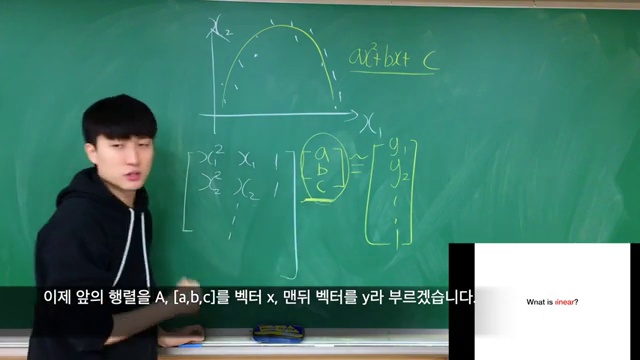 x₂
ax²+bx+ c
x₁
x₁² x₁ 1 a ≃ y₁
x₂² x₂ 1 b y₂
c
이제 앞의 행렬을 A, [a,b,c]를 벡터 x, 맨뒤 벡터를 y라 부르겠습니다.
What is linear?